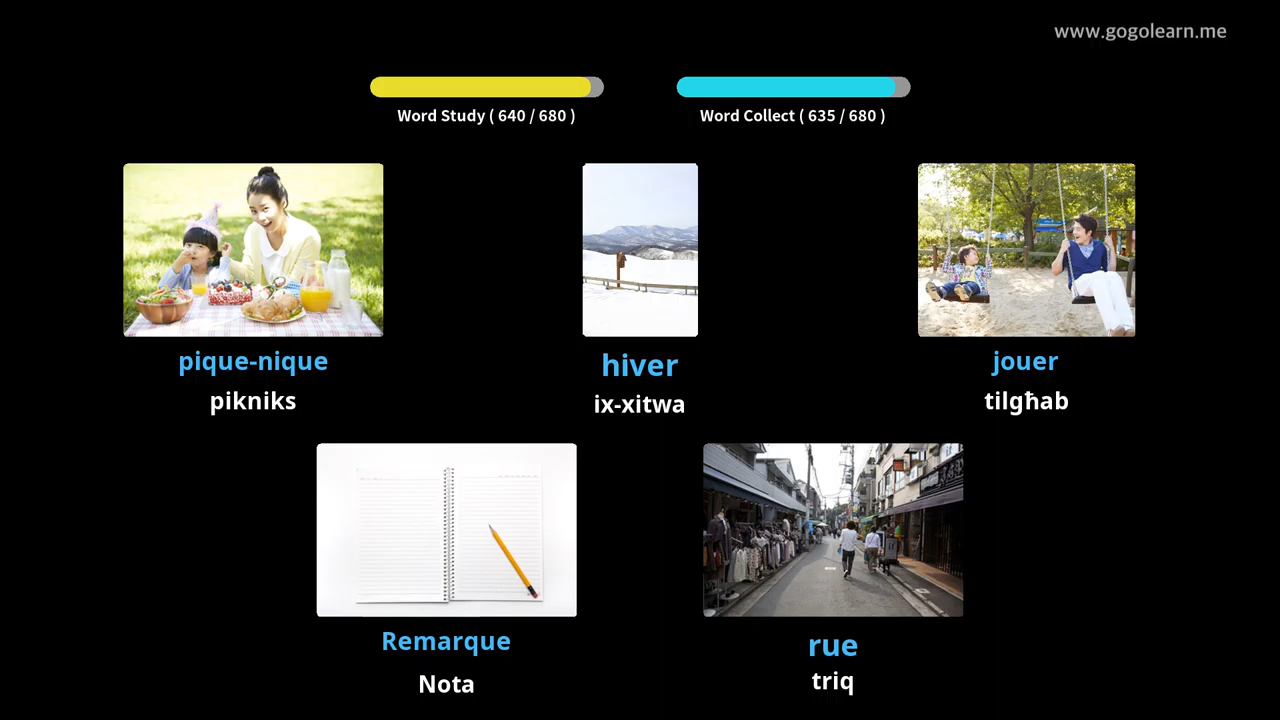 www.gogolearn.me
Word Study ( 640 / 680 )
Word Collect ( 635 / 680 )
pique-nique
pikniks
hiver
ix-xitwa
jouer
tilgħab
Remarque
Nota
rue
triq